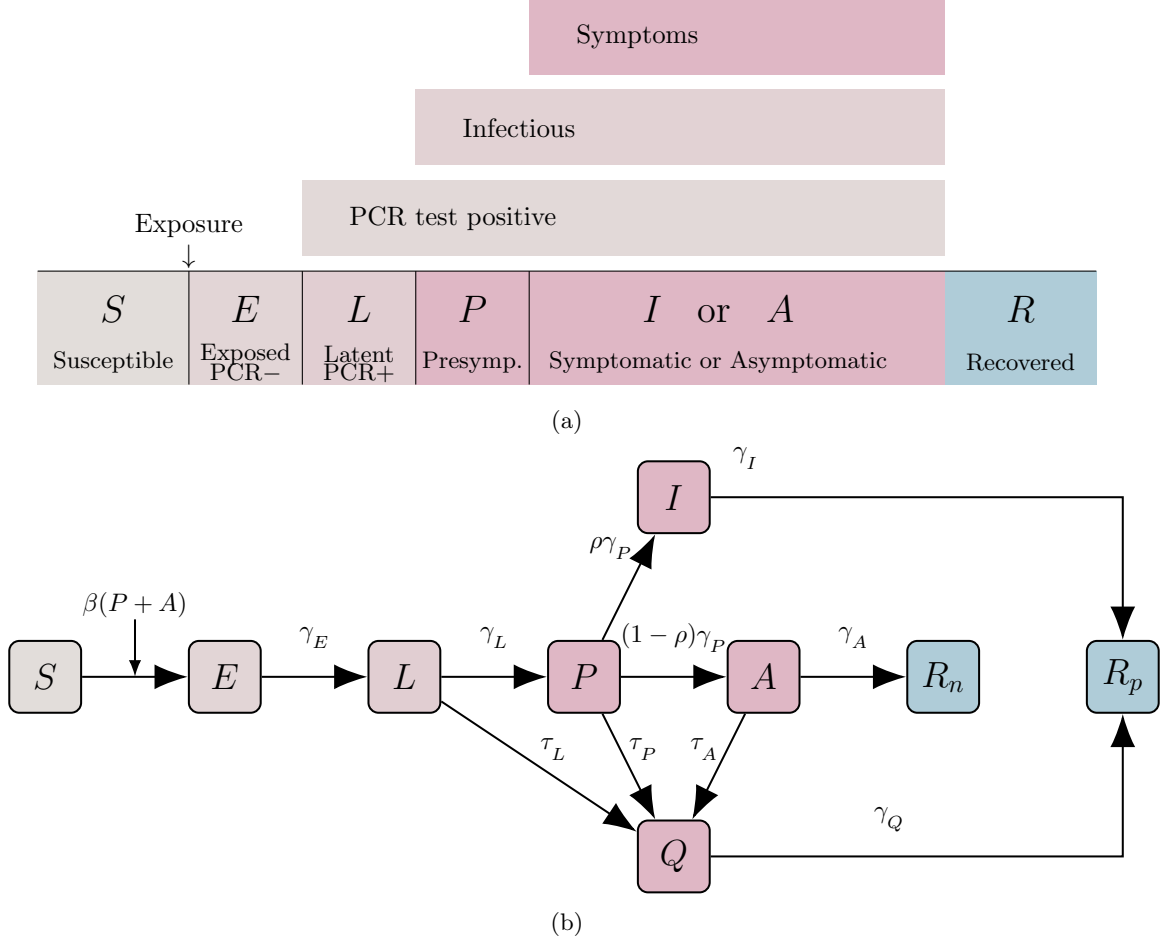 Symptoms
Infectious
PCR test positive
Exposure
↓
S E L P I or A R
Susceptible Exposed PCR− Latent PCR+ Presymp. Symptomatic or Asymptomatic Recovered
(a)
γ_I
I
ργ_P
β(P + A)
γ_E γ_L (1 − ρ)γ_P γ_A
S E L P A R_n R_p
τ_L τ_P τ_A
γ_Q
Q
(b)